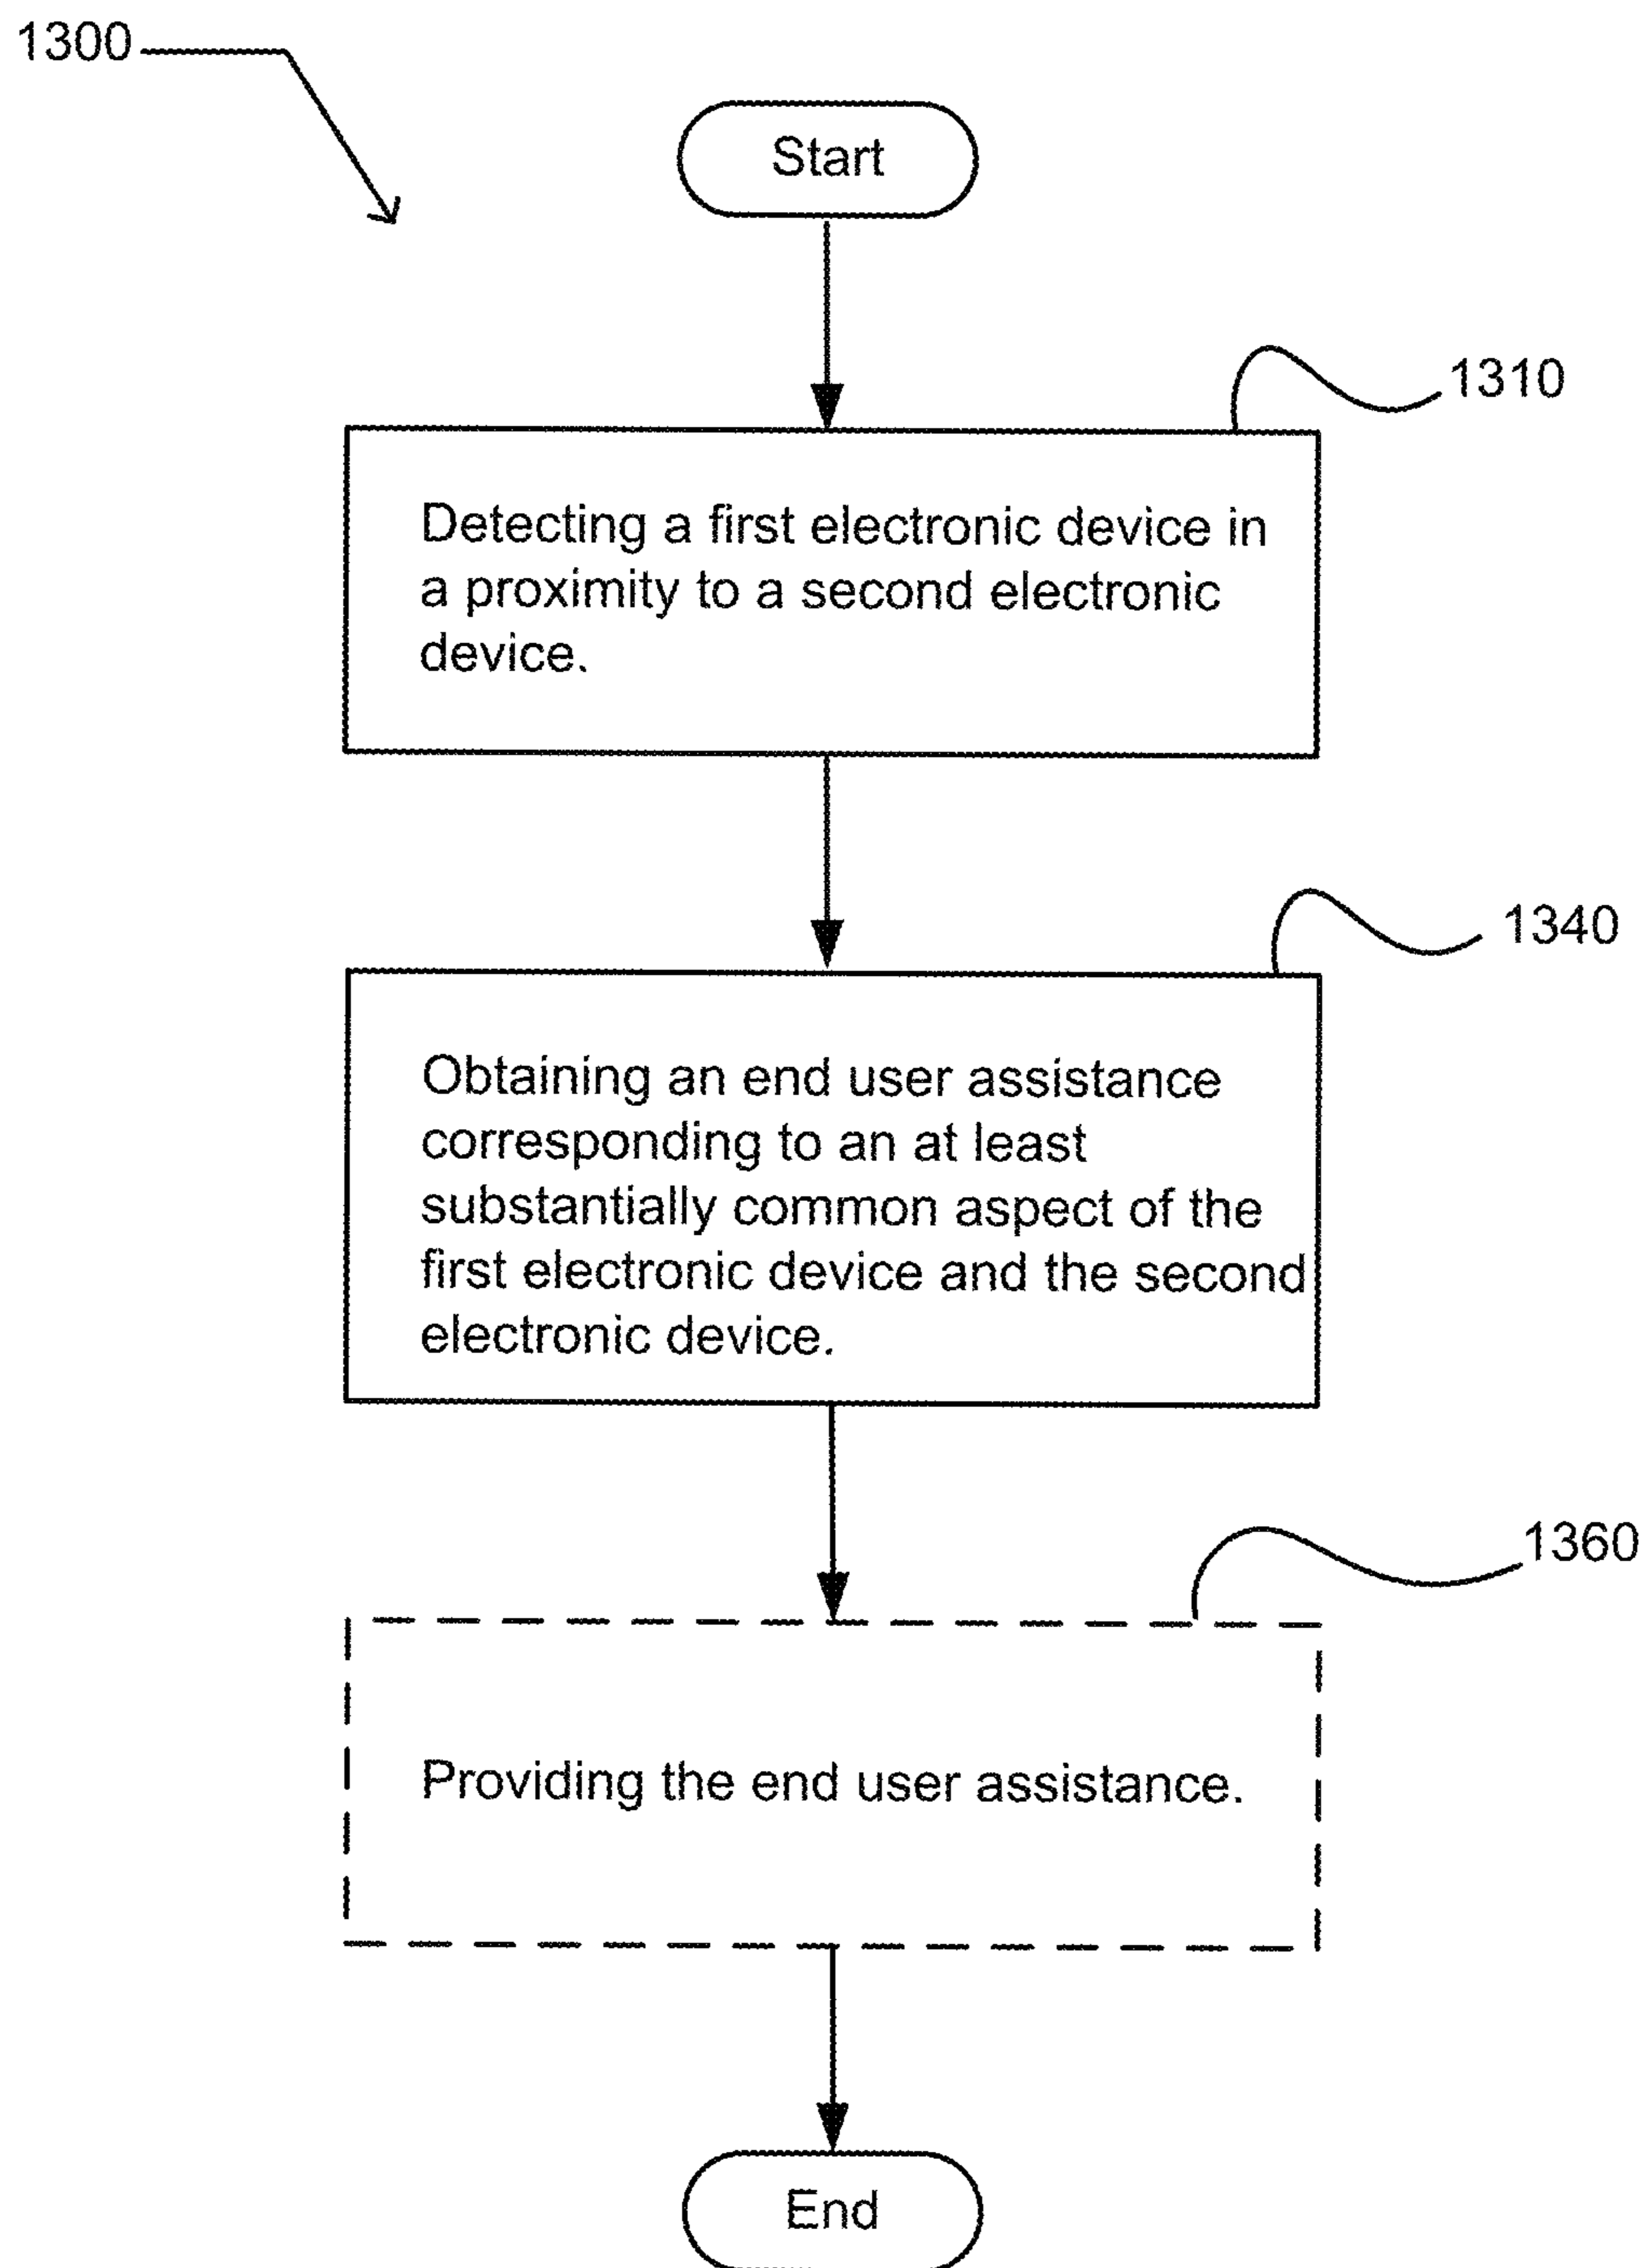 1300
Start
1310
Detecting a first electronic device in
a proximity to a second electronic
device.
1340
Obtaining an end user assistance
corresponding to an at least
substantially common aspect of the
first electronic device and the second
electronic device.
1360
Providing the end user assistance.
End